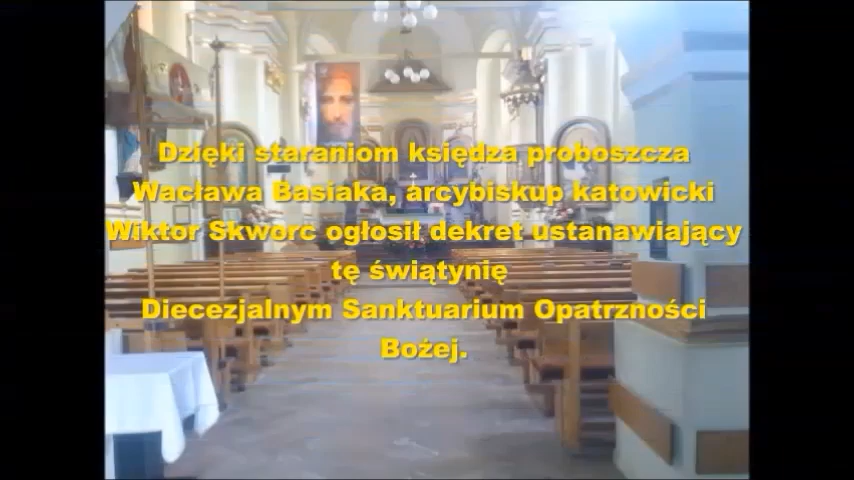 Dzięki staraniom księdza proboszcza
Wacława Basiaka, arcybiskup katowicki
Wiktor Skworc ogłosił dekret ustanawiający
tę świątynię
Diecezjalnym Sanktuarium Opatrzności
Bożej.